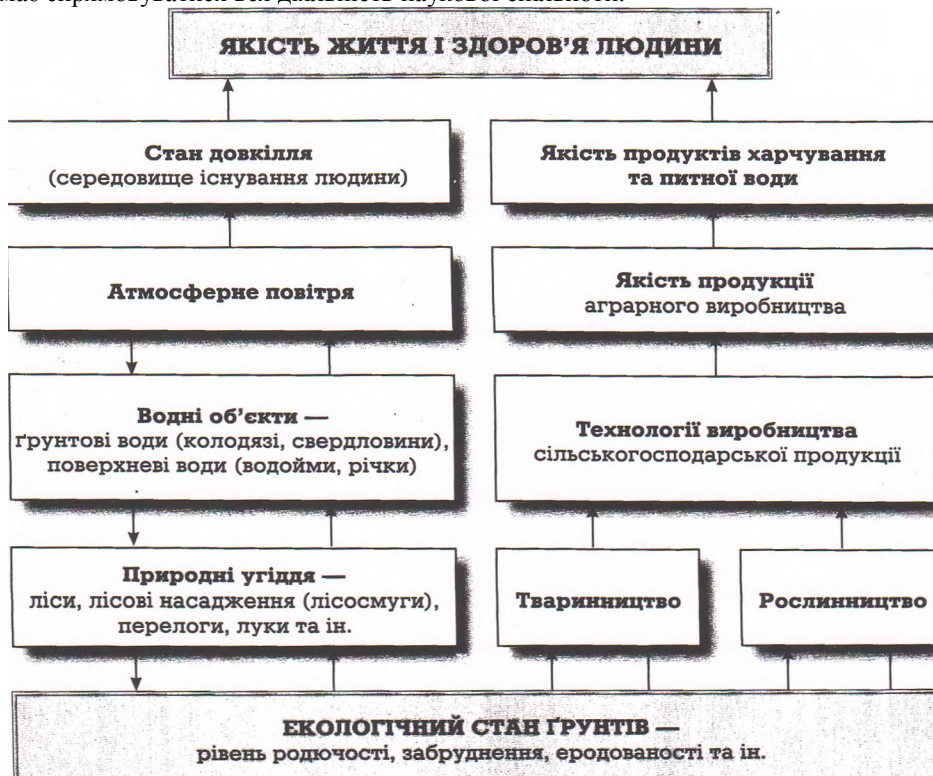 ЯКІСТЬ ЖИТТЯ І ЗДОРОВ’Я ЛЮДИНИ
Стан довкілля
(середовище існування людини)
Якість продуктів харчування
та питної води
Атмосферне повітря
Якість продукції
аграрного виробництва
Водні об’єкти —
ґрунтові води (колодязі, свердловини),
поверхневі води (водойми, річки)
Технології виробництва
сільськогосподарської продукції
Природні угіддя —
ліси, лісові насадження (лісосмуги),
перелоги, луки та ін.
Тваринництво
Рослинництво
ЕКОЛОГІЧНИЙ СТАН ҐРУНТІВ —
рівень родючості, забруднення, еродованості та ін.